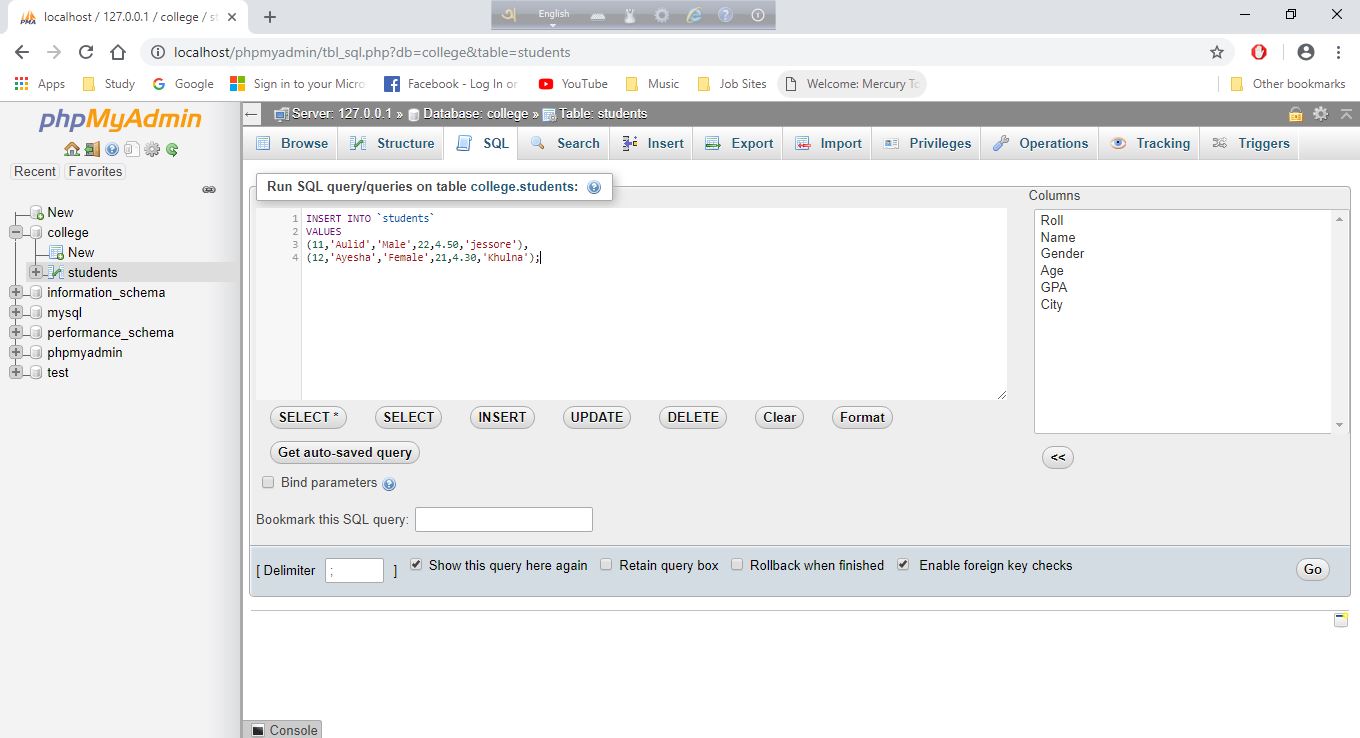 localhost / 127.0.0.1 / college / st
English
localhost/phpmyadmin/tbl_sql.php?db=college&table=students
Apps Study Google Sign in to your Micro Facebook - Log In or YouTube Music Job Sites Welcome: Mercury To Other bookmarks
phpMyAdmin
Recent Favorites
New
college
New
students
information_schema
mysql
performance_schema
phpmyadmin
test
Server: 127.0.0.1 » Database: college » Table: students
Browse Structure SQL Search Insert Export Import Privileges Operations Tracking Triggers
Run SQL query/queries on table college.students:
1 INSERT INTO `students`
2 VALUES
3 (11,'Aulid','Male',22,4.50,'jessore'),
4 (12,'Ayesha','Female',21,4.30,'Khulna');
Columns
Roll
Name
Gender
Age
GPA
City
<<
SELECT * SELECT INSERT UPDATE DELETE Clear Format
Get auto-saved query
Bind parameters
Bookmark this SQL query:
[ Delimiter ; ] Show this query here again Retain query box Rollback when finished Enable foreign key checks Go
Console